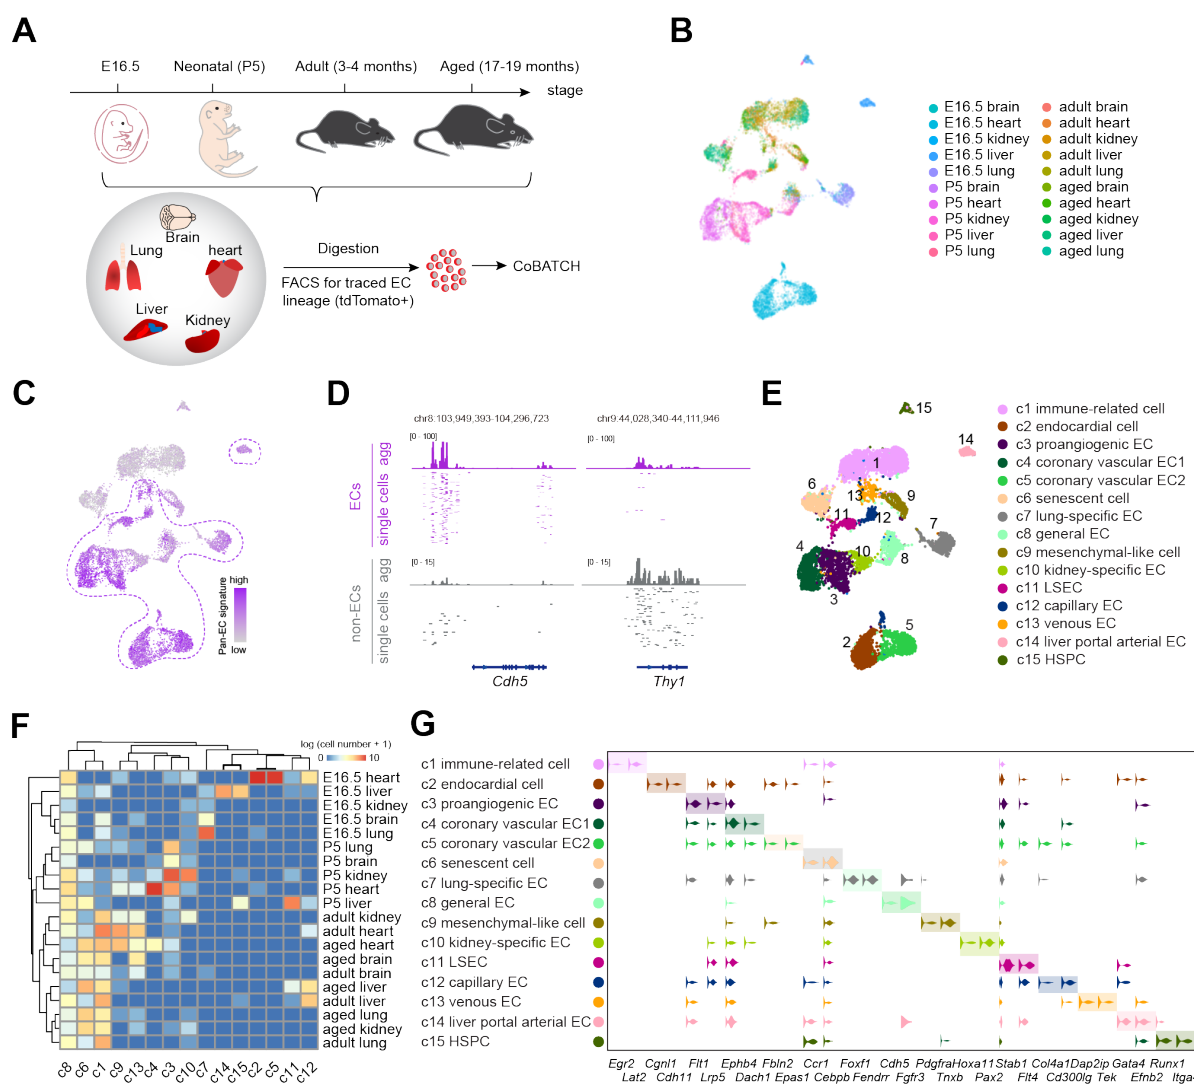 A
E16.5
Neonatal (P5)
Adult (3-4 months)
Aged (17-19 months)
stage
Brain
Lung
heart
Liver
Kidney
Digestion
FACS for traced EC
lineage (tdTomato+)
CoBATCH
B
E16.5 brain
E16.5 heart
E16.5 kidney
E16.5 liver
E16.5 lung
P5 brain
P5 heart
P5 kidney
P5 liver
P5 lung
adult brain
adult heart
adult kidney
adult liver
adult lung
aged brain
aged heart
aged kidney
aged liver
aged lung
C
Pan-EC signature
high
low
D
chr8:103,949,393-104,296,723
chr9:44,028,340-44,111,946
[0 - 100]
[0 - 100]
ECs
single cells agg
[0 - 15]
[0 - 15]
non-ECs
single cells agg
Cdh5
Thy1
E
15
14
1
6
13
9
11
12
7
4
10
8
3
2
5
c1 immune-related cell
c2 endocardial cell
c3 proangiogenic EC
c4 coronary vascular EC1
c5 coronary vascular EC2
c6 senescent cell
c7 lung-specific EC
c8 general EC
c9 mesenchymal-like cell
c10 kidney-specific EC
c11 LSEC
c12 capillary EC
c13 venous EC
c14 liver portal arterial EC
c15 HSPC
F
log (cell number + 1)
0
10
E16.5 heart
E16.5 liver
E16.5 kidney
E16.5 brain
E16.5 lung
P5 lung
P5 brain
P5 kidney
P5 heart
P5 liver
adult kidney
adult heart
aged heart
aged brain
adult brain
aged liver
adult liver
aged lung
aged kidney
adult lung
c8 c6 c1 c9 c13 c4 c3 c10 c7 c14 c15 c2 c5 c11 c12
G
c1 immune-related cell
c2 endocardial cell
c3 proangiogenic EC
c4 coronary vascular EC1
c5 coronary vascular EC2
c6 senescent cell
c7 lung-specific EC
c8 general EC
c9 mesenchymal-like cell
c10 kidney-specific EC
c11 LSEC
c12 capillary EC
c13 venous EC
c14 liver portal arterial EC
c15 HSPC
Egr2 Cgnl1 Flt1 Ephb4 Fbln2 Ccr1 Foxf1 Cdh5 Pdgfra Hoxa11 Stab1 Col4a1 Dap2ip Gata4 Runx1
Lat2 Cdh11 Lrp5 Dach1 Epas1 Cebpb Fendrr Fgfr3 Tnxb Pax2 Flt4 Cd300lg Tek Efnb2 Itga4